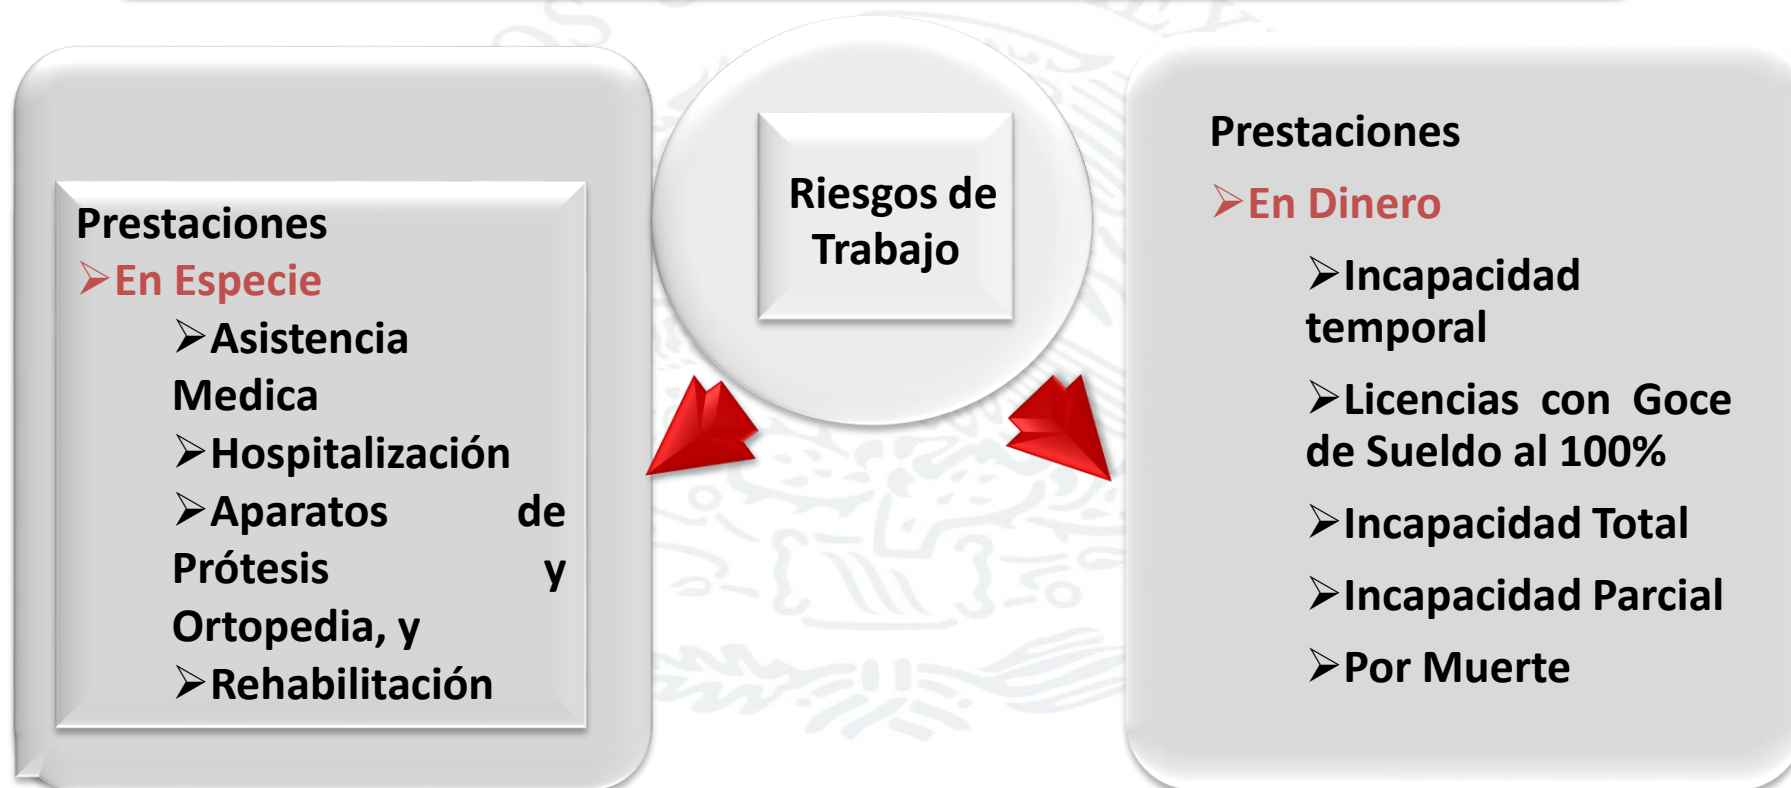 Riesgos de
Trabajo
Prestaciones
➢En Especie
➢Asistencia
Medica
➢Hospitalización
➢Aparatos de
Prótesis y
Ortopedia, y
➢Rehabilitación
Prestaciones
➢En Dinero
➢Incapacidad
temporal
➢Licencias con Goce
de Sueldo al 100%
➢Incapacidad Total
➢Incapacidad Parcial
➢Por Muerte